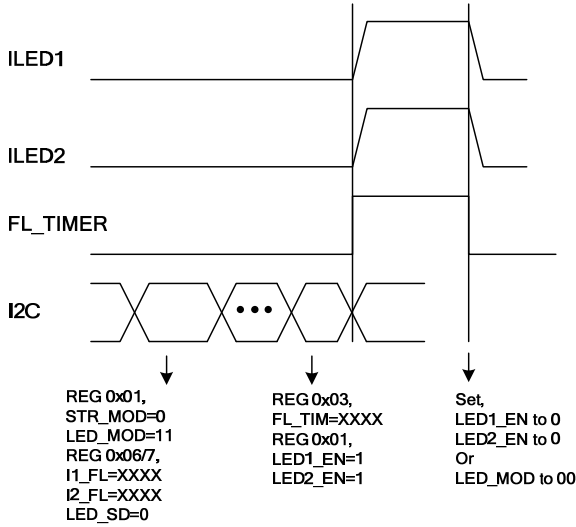 ILED1
ILED2
FL_TIMER
I2C
REG 0x01,
STR_MOD=0
LED_MOD=11
REG 0x06/7,
I1_FL=XXXX
I2_FL=XXXX
LED_SD=0
REG 0x03,
FL_TIM=XXXX
REG 0x01,
LED1_EN=1
LED2_EN=1
Set,
LED1_EN to 0
LED2_EN to 0
Or
LED_MOD to 00